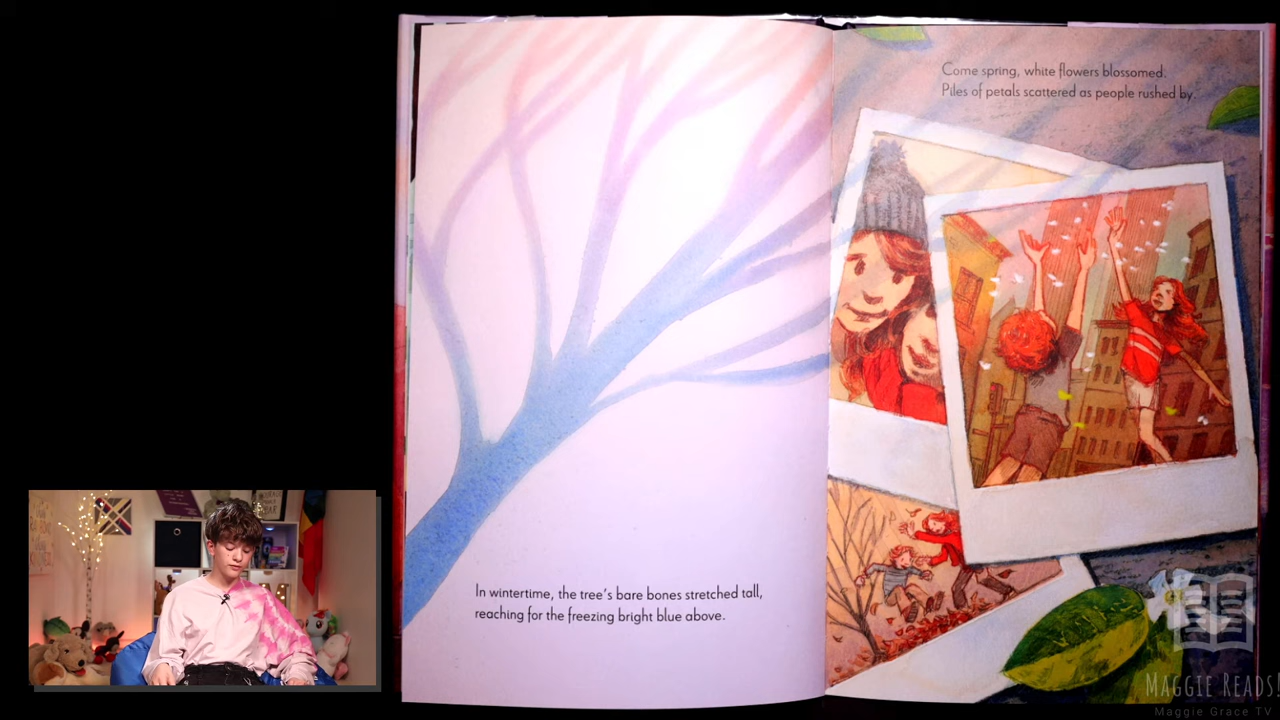 In wintertime, the tree's bare bones stretched tall,
reaching for the freezing bright blue above.
Come spring, white flowers blossomed.
Piles of petals scattered as people rushed by.
MAGGIE READS!
Maggie Grace TV